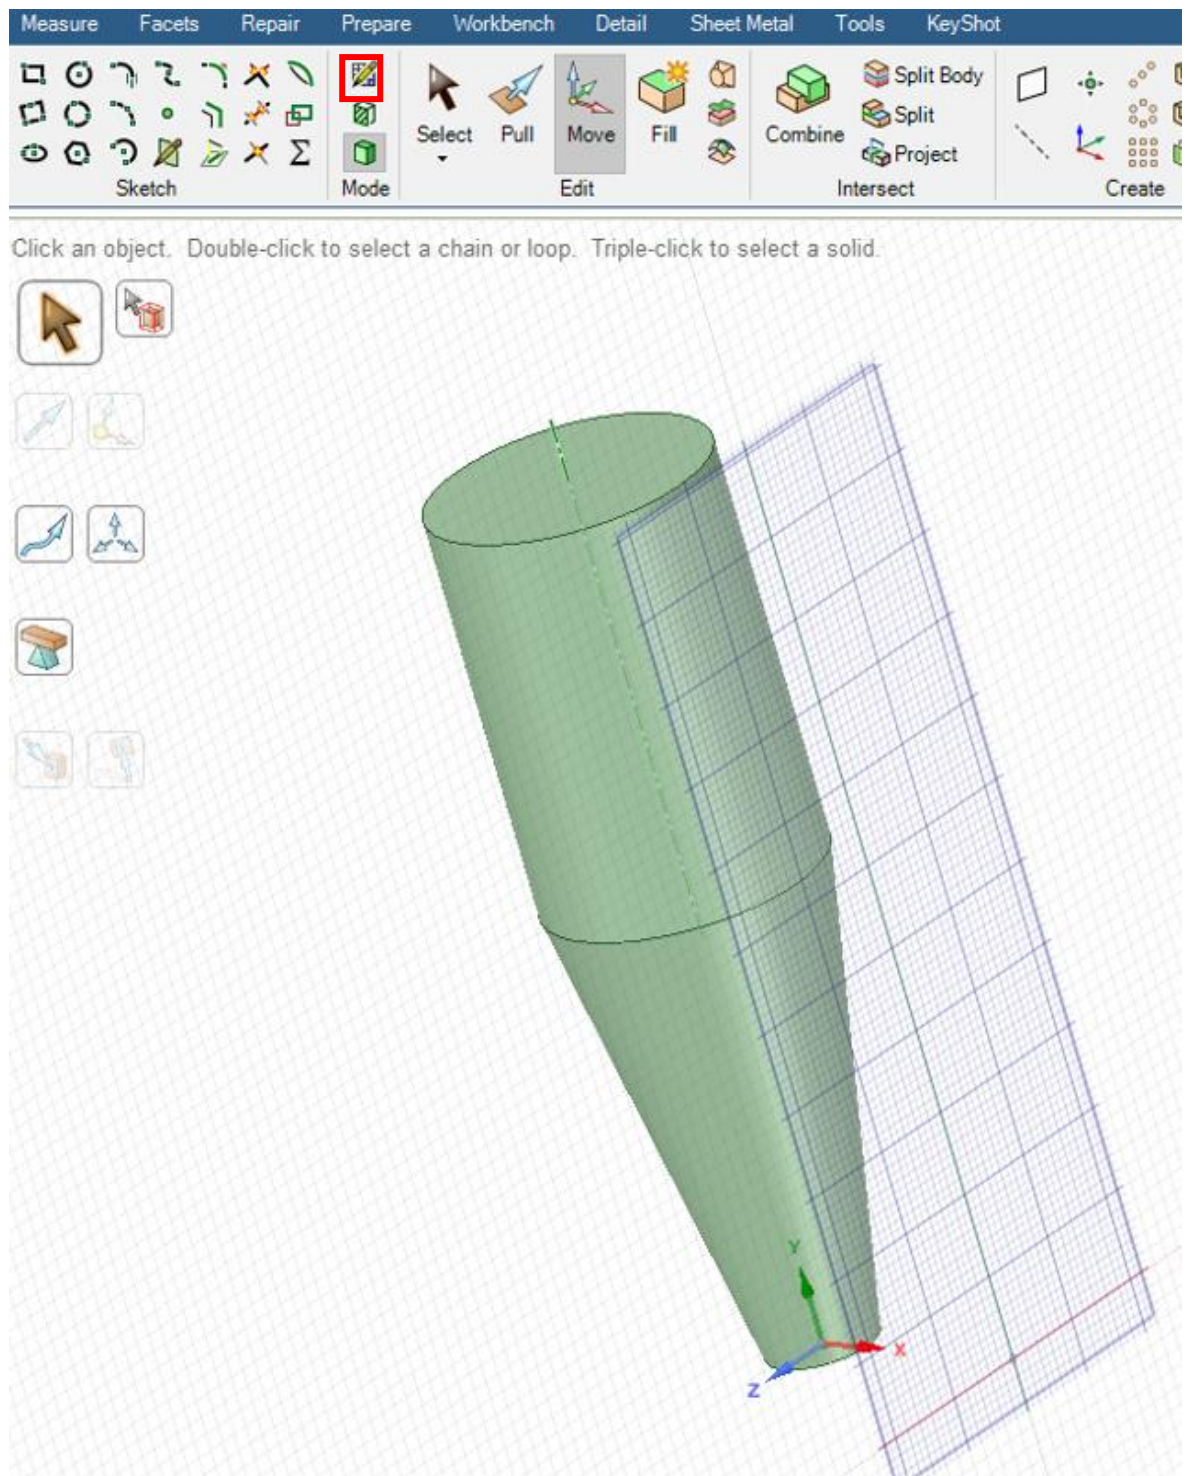 Measure Facets Repair Prepare Workbench Detail Sheet Metal Tools KeyShot
Split Body
Split
Select Pull Move Fill Combine
Project
Sketch Mode Edit Intersect Create
Click an object. Double-click to select a chain or loop. Triple-click to select a solid.
Y
X
Z